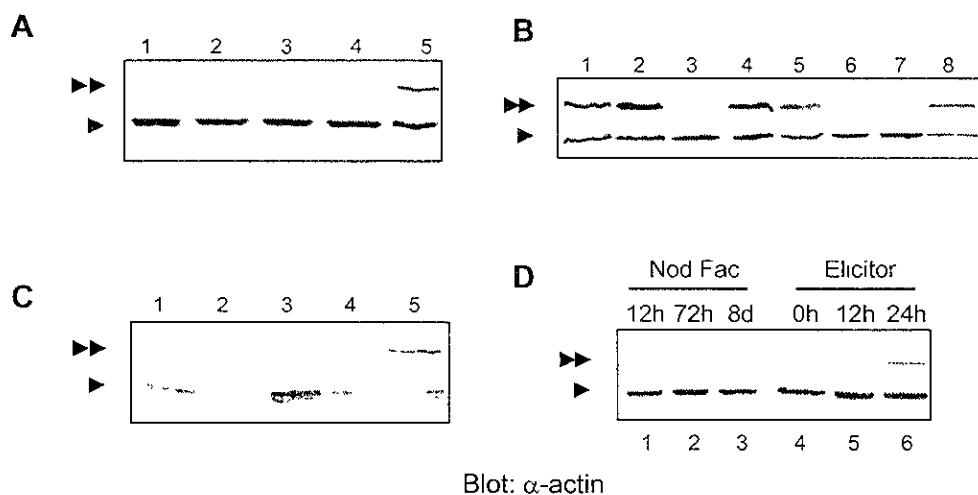 A
1 2 3 4 5
B
1 2 3 4 5 6 7 8
C
1 2 3 4 5
D
Nod Fac Elicitor
12h 72h 8d 0h 12h 24h
1 2 3 4 5 6
Blot: α-actin